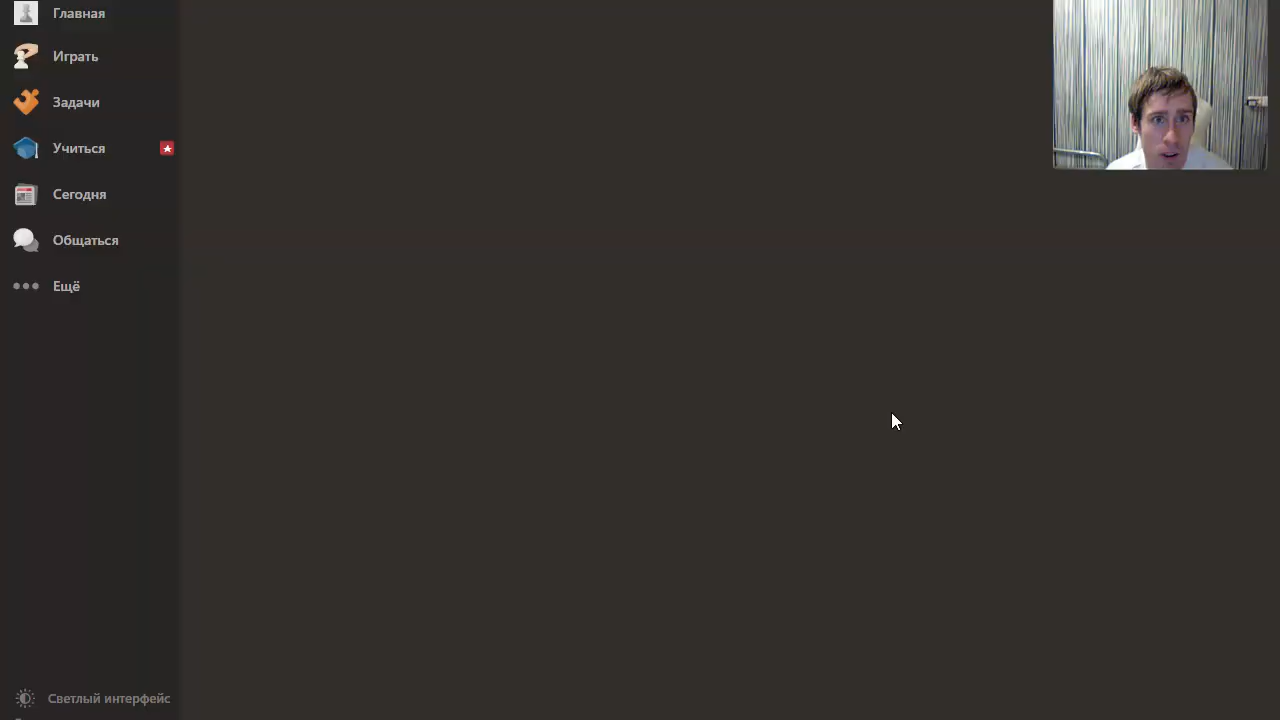 Главная
Играть
Задачи
Учиться
Сегодня
Общаться
Ещё
Светлый интерфейс